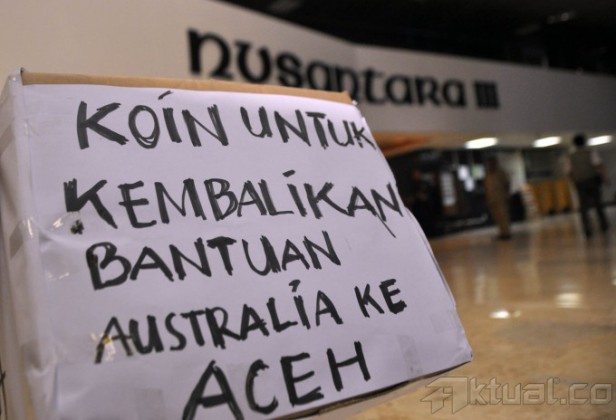 nusantara III
KOIN UNTUK
KEMBALIKAN
BANTUAN
AUSTRALIA KE
ACEH
ktual.co